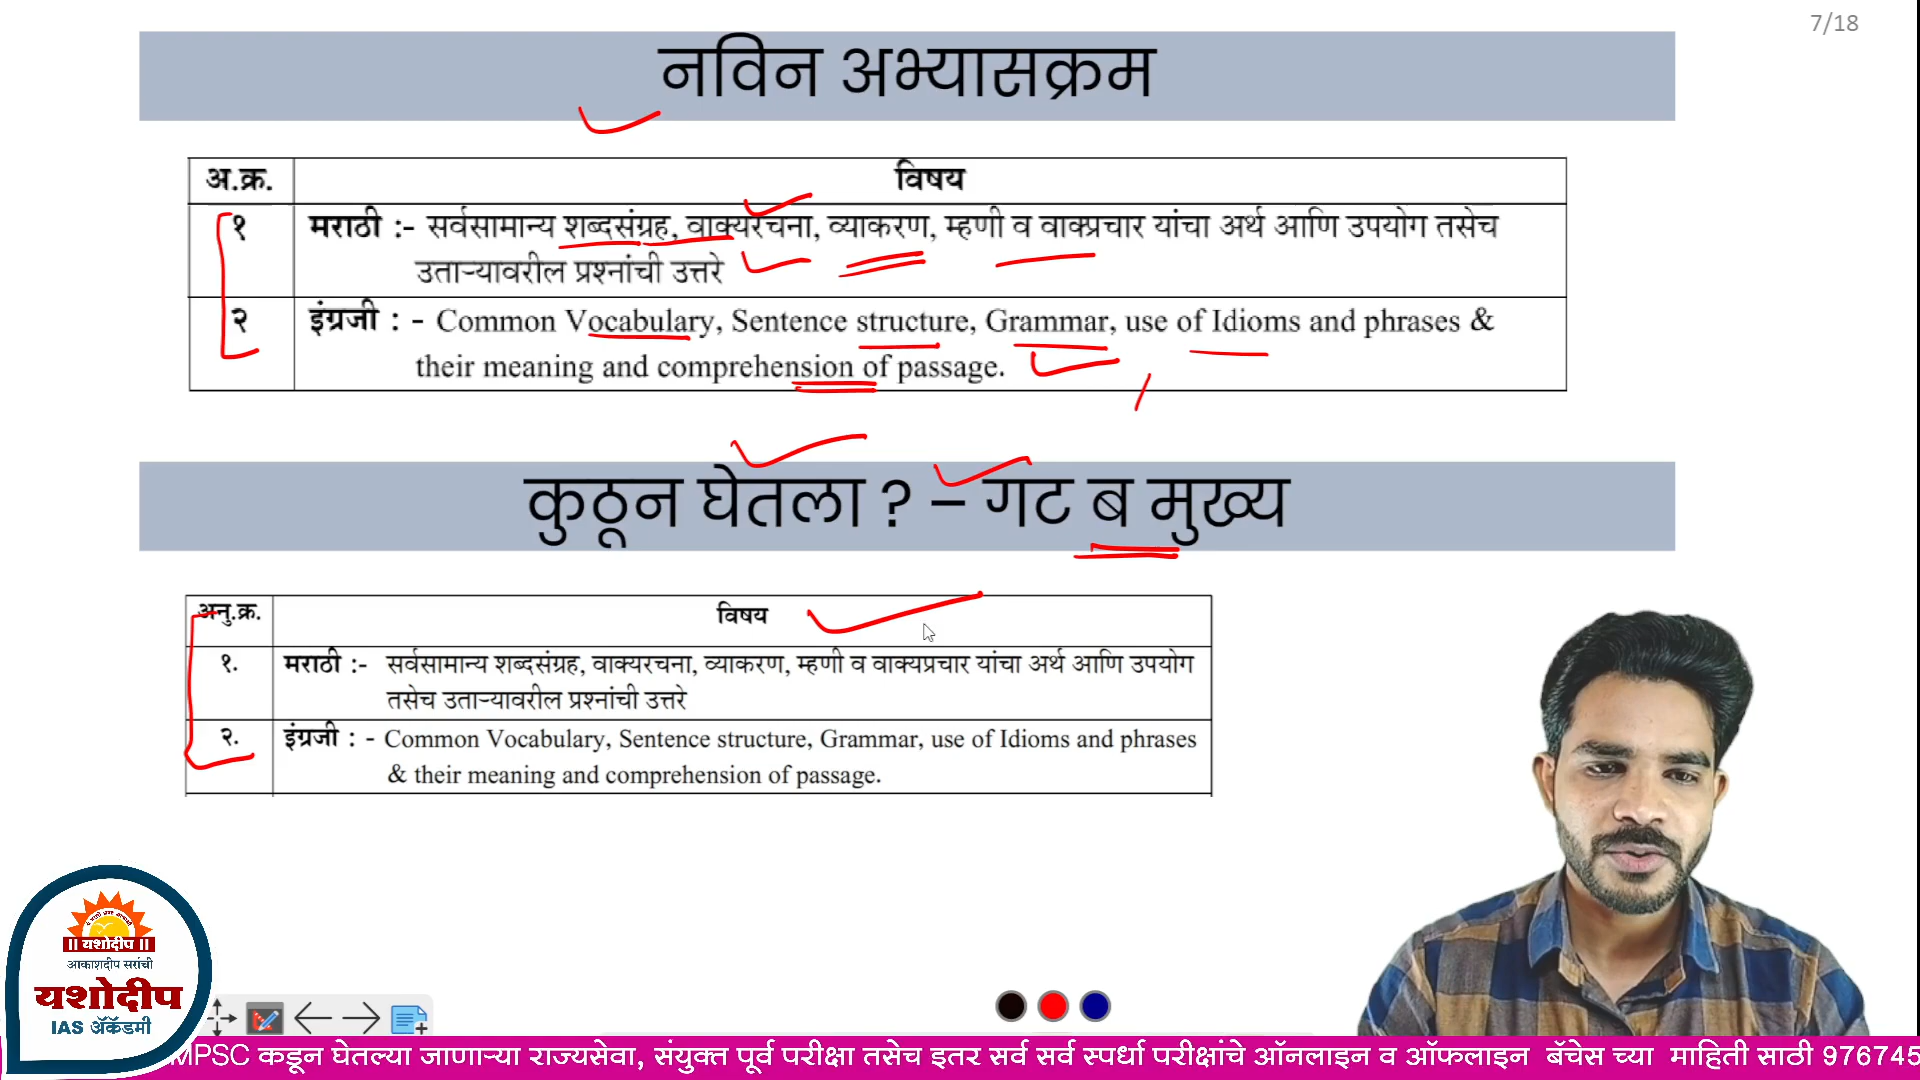 7/18
नविन अभ्यासक्रम
अ.क्र. विषय
१ मराठी :- सर्वसामान्य शब्दसंग्रह, वाक्यरचना, व्याकरण, म्हणी व वाक्प्रचार यांचा अर्थ आणि उपयोग तसेच
उताऱ्यावरील प्रश्नांची उत्तरे
२ इंग्रजी : - Common Vocabulary, Sentence structure, Grammar, use of Idioms and phrases &
their meaning and comprehension of passage.
कुठून घेतला ? – गट ब मुख्य
अनु.क्र. विषय
१. मराठी :- सर्वसामान्य शब्दसंग्रह, वाक्यरचना, व्याकरण, म्हणी व वाक्यप्रचार यांचा अर्थ आणि उपयोग
तसेच उताऱ्यावरील प्रश्नांची उत्तरे
२. इंग्रजी : - Common Vocabulary, Sentence structure, Grammar, use of Idioms and phrases
& their meaning and comprehension of passage.
॥ यशोदीप ॥
आकाशदीप सरांची
यशोदीप
IAS ॲकॅडमी
MPSC कडून घेतल्या जाणाऱ्या राज्यसेवा, संयुक्त पूर्व परीक्षा तसेच इतर सर्व सर्व स्पर्धा परीक्षांचे ऑनलाइन व ऑफलाइन बॅचेस च्या माहिती साठी 976745